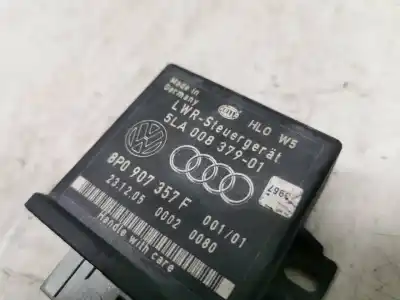 Made in
Germany
HELLA
HLO W5
LWR-Steuergerät
5LA 008 379-01
8P0 907 357 F
001/01
23.12.05 0002 0080
Handle with care
3967